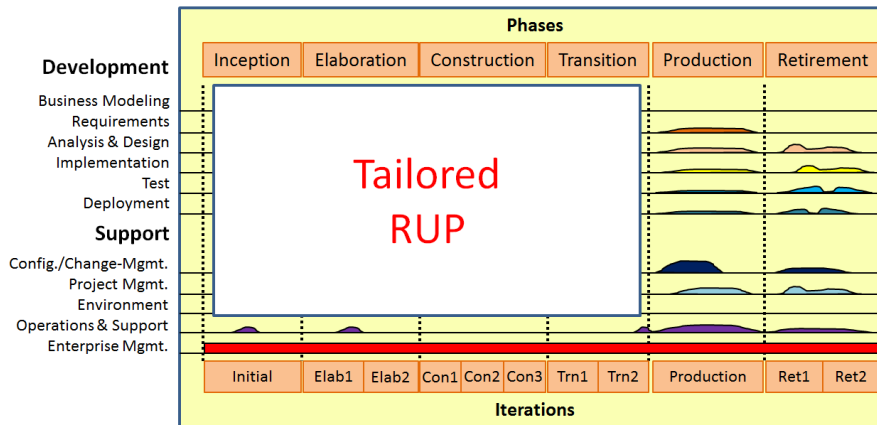 Phases
Inception Elaboration Construction Transition Production Retirement
Development
Business Modeling
Requirements
Analysis & Design
Implementation
Test
Deployment
Tailored
RUP
Support
Config./Change-Mgmt.
Project Mgmt.
Environment
Operations & Support
Enterprise Mgmt.
Initial Elab1 Elab2 Con1 Con2 Con3 Trn1 Trn2 Production Ret1 Ret2
Iterations